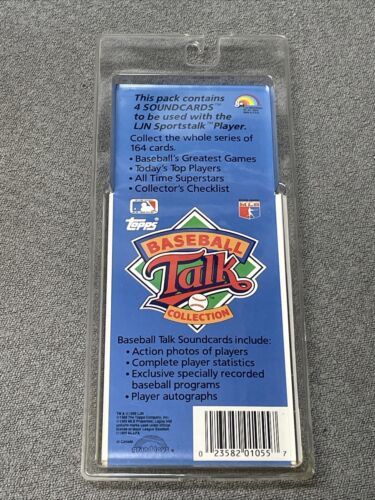 This pack contains
4 SOUNDCARDS™
to be used with the
LJN Sportstalk™ Player.
Collect the whole series of
164 cards.
• Baseball's Greatest Games
• Today's Top Players
• All Time Superstars
• Collector's Checklist
Topps
MLB
BASEBALL
Talk
COLLECTION
Baseball Talk Soundcards include:
• Action photos of players
• Complete player statistics
• Exclusive specially recorded
baseball programs
• Player autographs
0 23582 01055 7